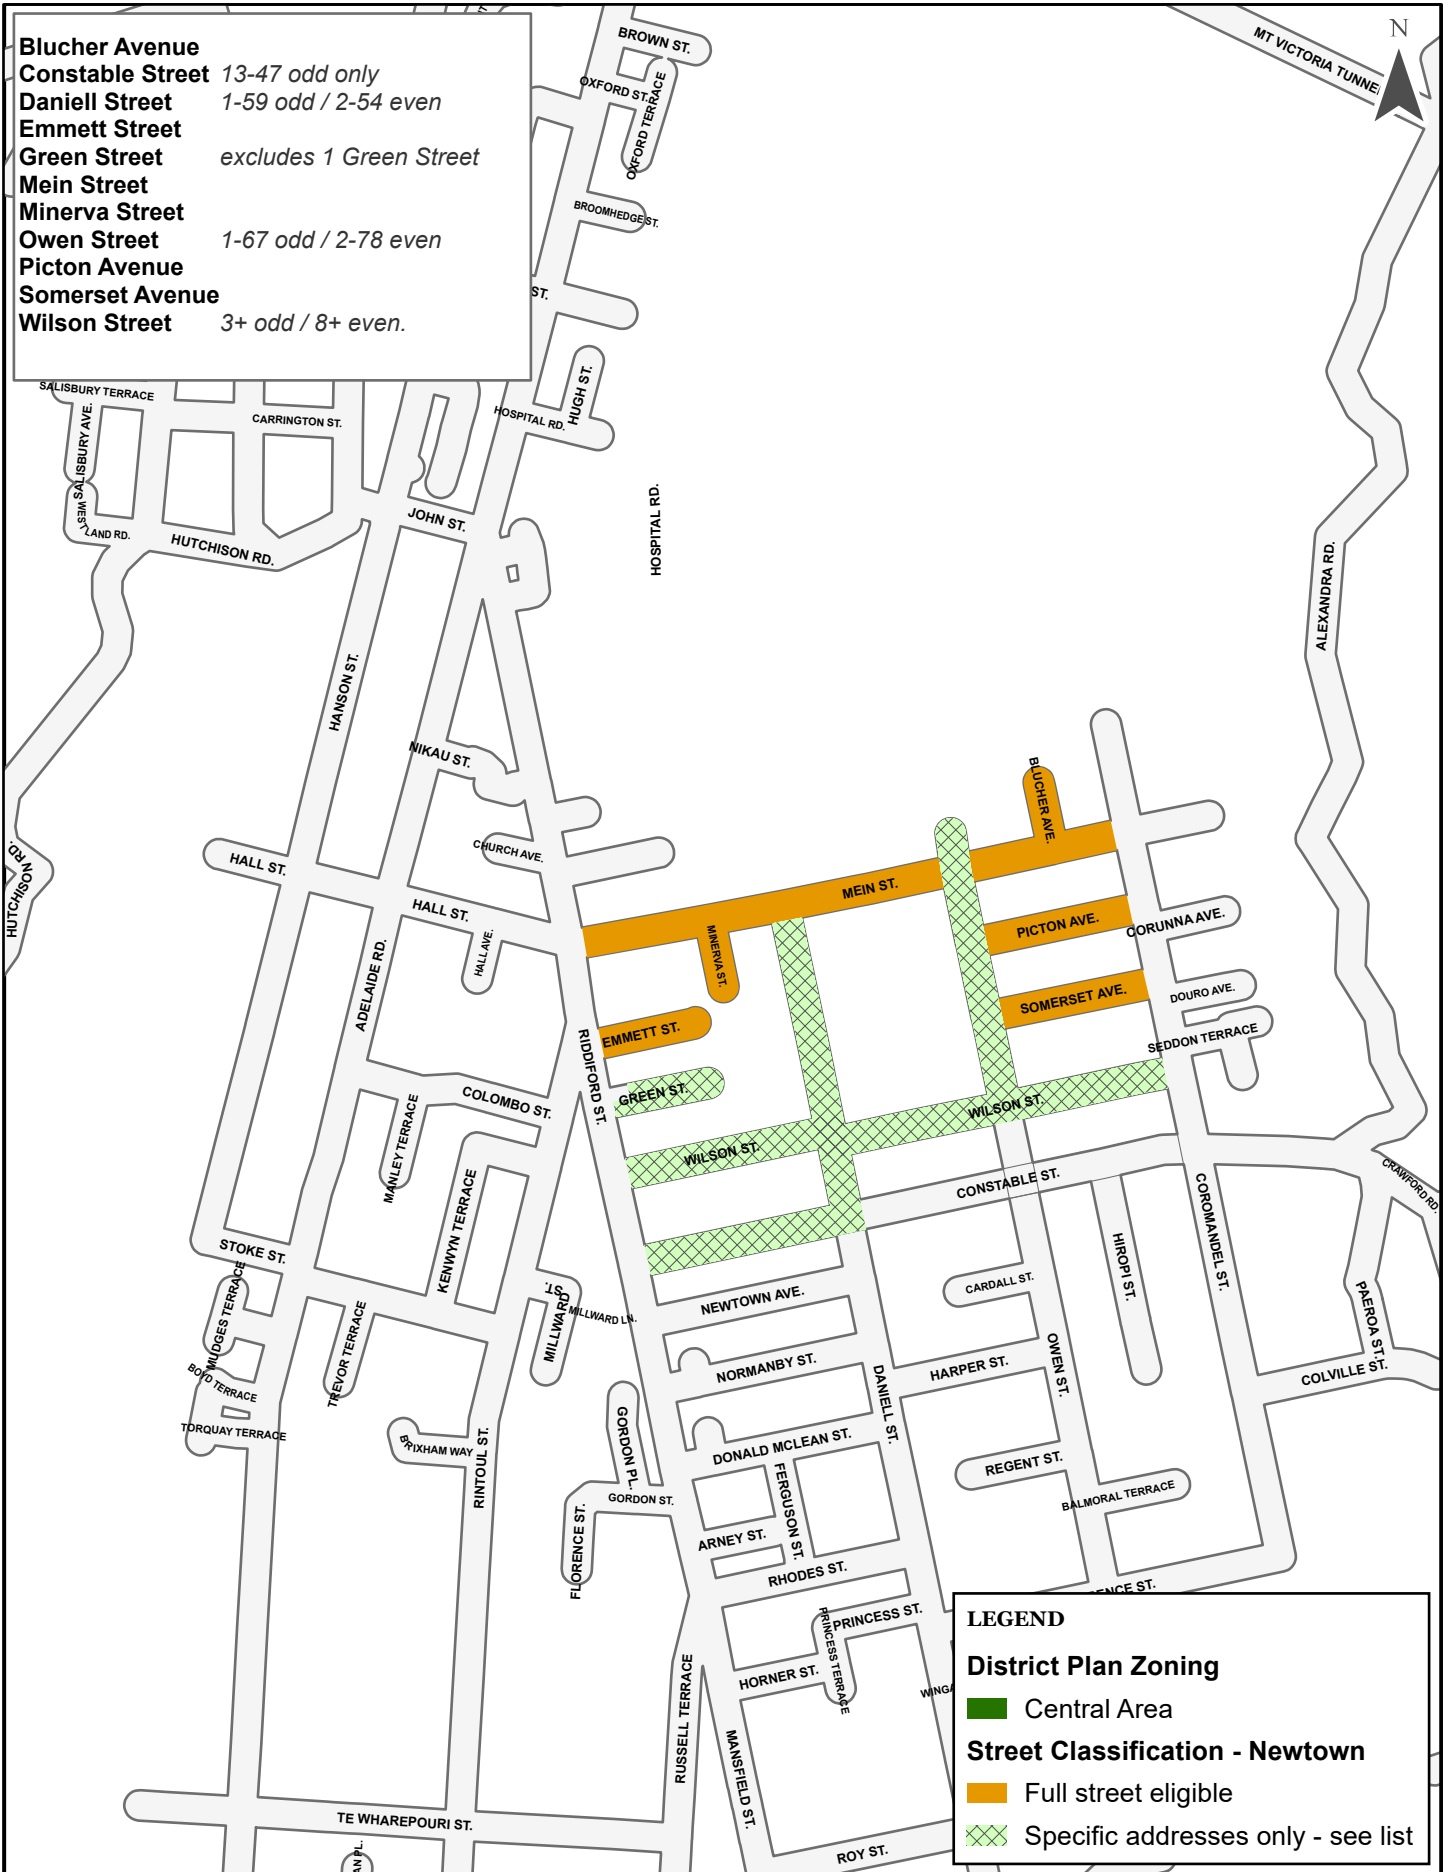 Blucher Avenue
Constable Street 13-47 odd only
Daniell Street 1-59 odd / 2-54 even
Emmett Street
Green Street excludes 1 Green Street
Mein Street
Minerva Street
Owen Street 1-67 odd / 2-78 even
Picton Avenue
Somerset Avenue
Wilson Street 3+ odd / 8+ even.
N
MT VICTORIA TUNNE
BROWN ST.
OXFORD ST.
OXFORD TERRACE
BROOMHEDGE ST.
ST.
HUGH ST.
HOSPITAL RD.
SALISBURY TERRACE
SALISBURY AVE.
CARRINGTON ST.
WESTLAND RD.
HUTCHISON RD.
JOHN ST.
HOSPITAL RD.
ALEXANDRA RD.
HANSON ST.
NIKAU ST.
CHURCH AVE.
HUTCHISON RD.
HALL ST.
HALL ST.
HALL AVE.
ADELAIDE RD.
BLUCHER AVE.
MEIN ST.
MINERVA ST.
PICTON AVE.
CORUNNA AVE.
SOMERSET AVE.
DOURO AVE.
SEDDON TERRACE
EMMETT ST.
RIDDIFORD ST.
GREEN ST.
COLOMBO ST.
MANLEY TERRACE
WILSON ST.
WILSON ST.
CONSTABLE ST.
CRAWFORD RD.
KENWYN TERRACE
STOKE ST.
MUDGES TERRACE
COROMANDEL ST.
HIROPI ST.
CARDALL ST.
NEWTOWN AVE.
MILLWARD ST.
MILLWARD LN.
TREVOR TERRACE
BOYD TERRACE
TORQUAY TERRACE
BRIXHAM WAY
RINTOUL ST.
NORMANBY ST.
DANIELL ST.
HARPER ST.
OWEN ST.
PAEROA ST.
COLVILLE ST.
GORDON PL.
GORDON ST.
FLORENCE ST.
DONALD MCLEAN ST.
FERGUSON ST.
REGENT ST.
BALMORAL TERRACE
ARNEY ST.
RHODES ST.
ENCE ST.
PRINCESS ST.
PRINCESS TERRACE
HORNER ST.
WINGA
RUSSELL TERRACE
MANSFIELD ST.
TE WHAREPOURI ST.
AN PL.
ROY ST.
LEGEND
District Plan Zoning
Central Area
Street Classification - Newtown
Full street eligible
Specific addresses only - see list